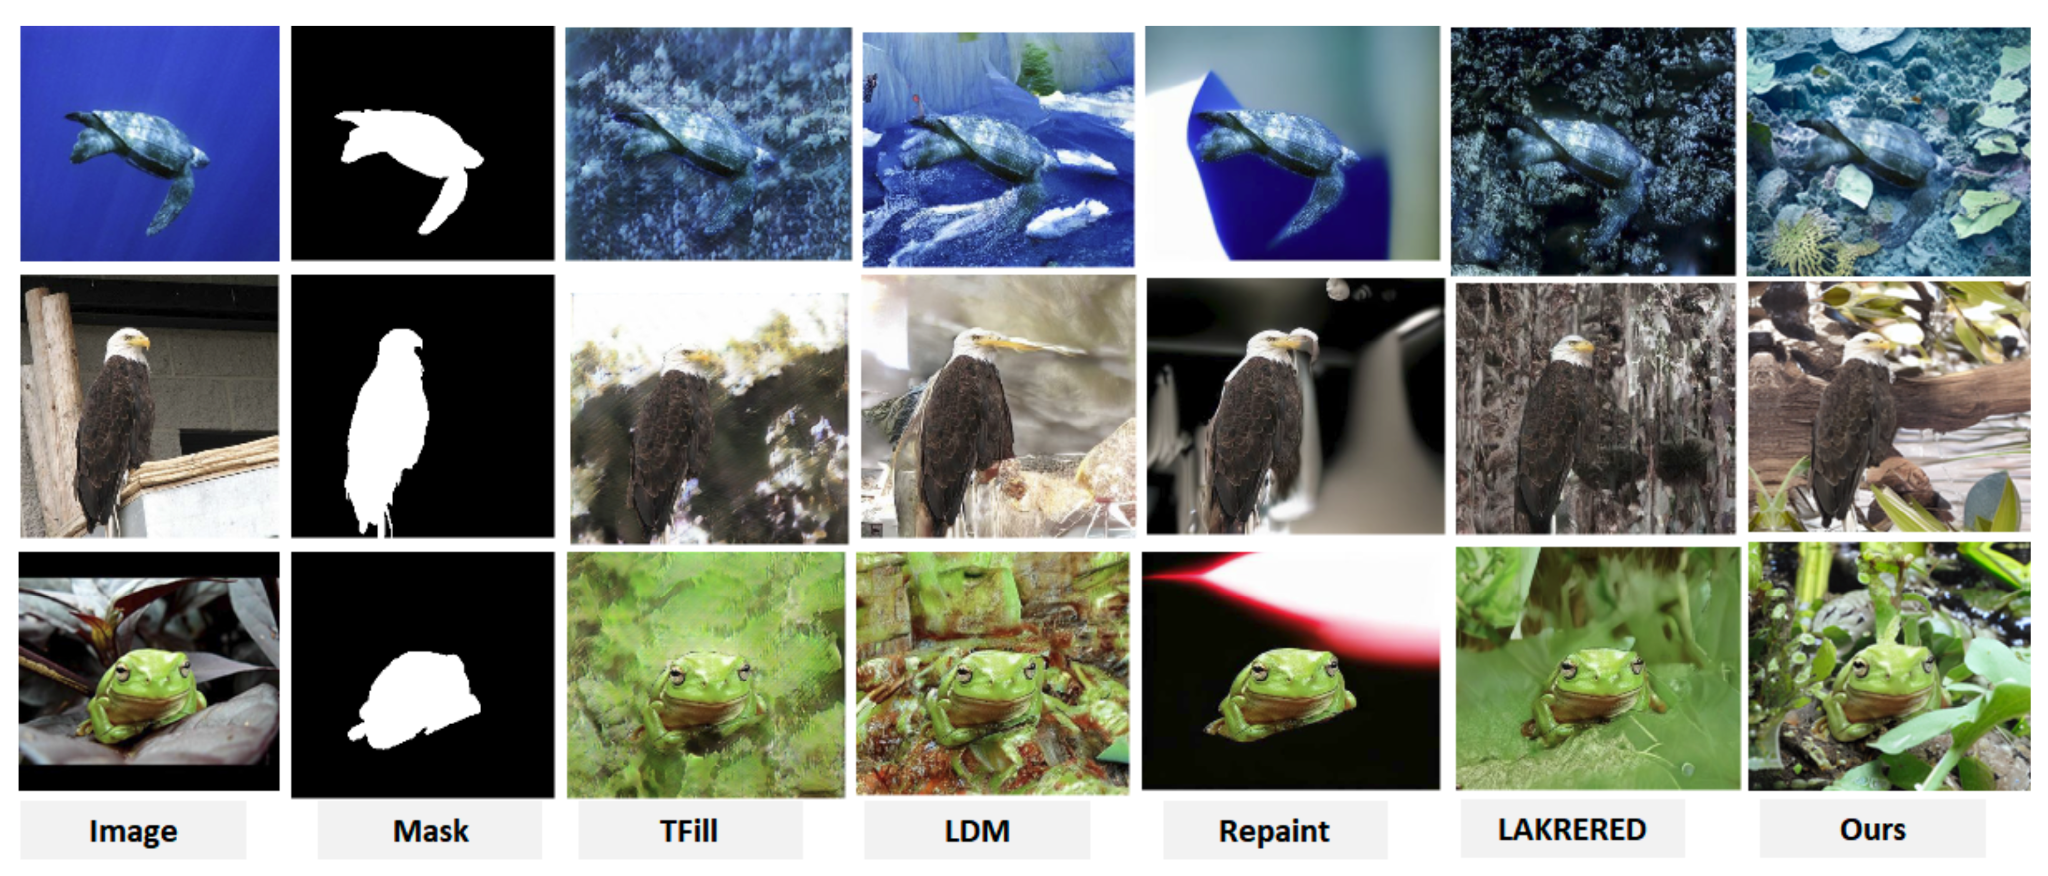 Image
Mask
TFill
LDM
Repaint
LAKRERED
Ours